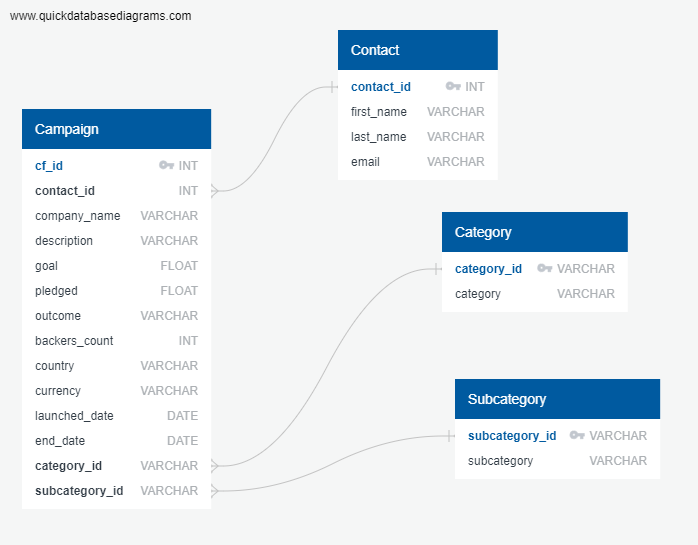 www.quickdatabasediagrams.com
Contact
contact_id INT
first_name VARCHAR
last_name VARCHAR
email VARCHAR
Campaign
cf_id INT
contact_id INT
company_name VARCHAR
description VARCHAR
goal FLOAT
pledged FLOAT
outcome VARCHAR
backers_count INT
country VARCHAR
currency VARCHAR
launched_date DATE
end_date DATE
category_id VARCHAR
subcategory_id VARCHAR
Category
category_id VARCHAR
category VARCHAR
Subcategory
subcategory_id VARCHAR
subcategory VARCHAR